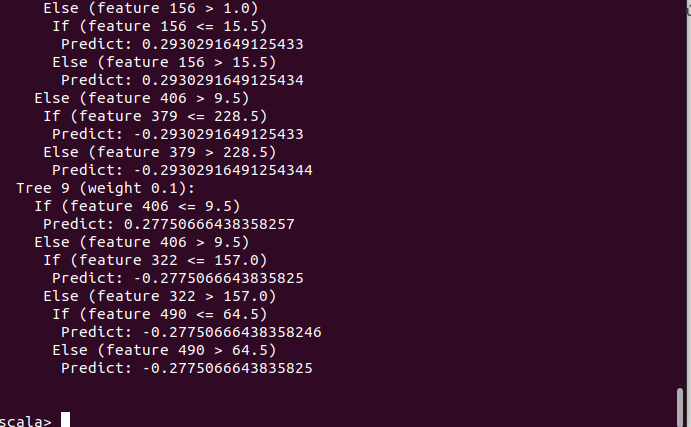 Else (feature 156 > 1.0)
If (feature 156 <= 15.5)
Predict: 0.2930291649125433
Else (feature 156 > 15.5)
Predict: 0.293029164912543​4
Else (feature 406 > 9.5)
If (feature 379 <= 228.5)
Predict: -0.2930291649125433
Else (feature 379 > 228.5)
Predict: -0.29302916491254344
Tree 9 (weight 0.1):
If (feature 406 <= 9.5)
Predict: 0.27750666438358257
Else (feature 406 > 9.5)
If (feature 322 <= 157.0)
Predict: -0.2775066643835825
Else (feature 322 > 157.0)
If (feature 490 <= 64.5)
Predict: -0.27750666438358246
Else (feature 490 > 64.5)
Predict: -0.2775066643835825
scala>